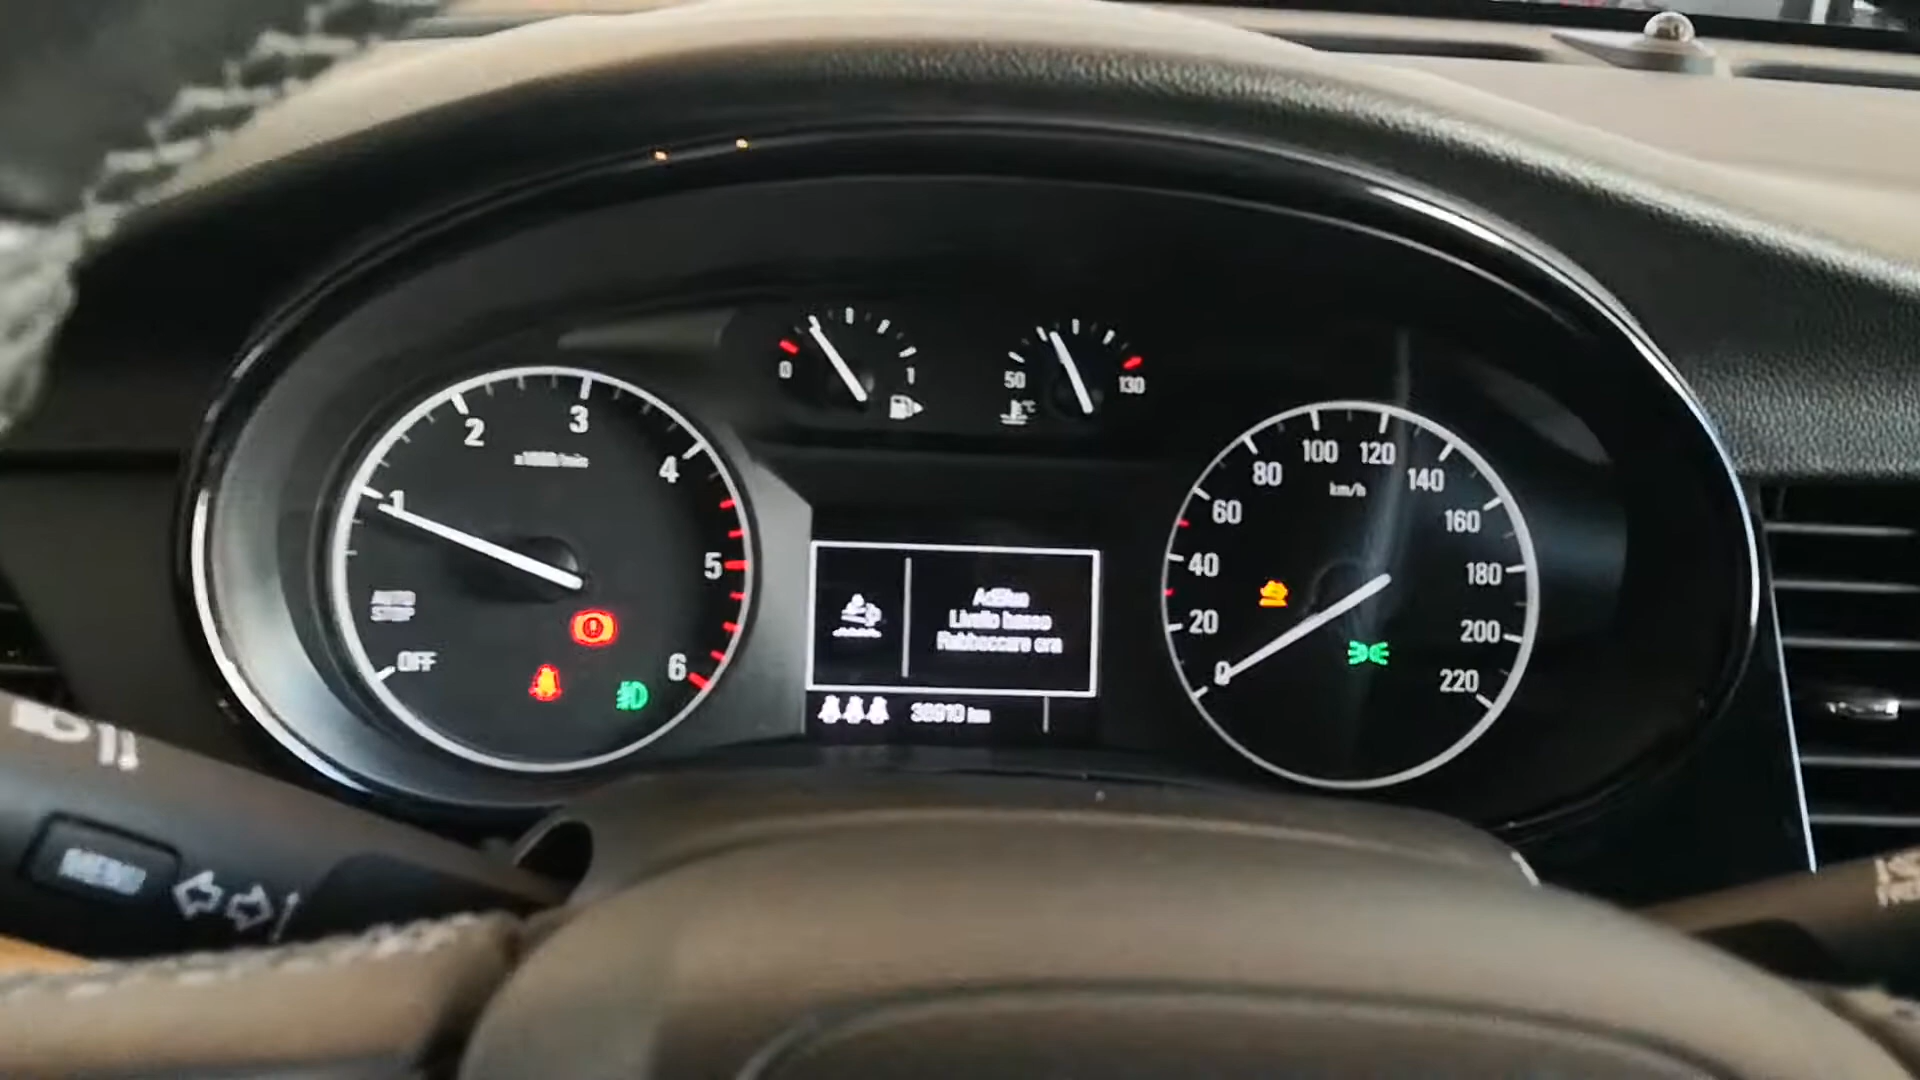 0
1
50
130
°C
1
2
3
4
5
6
x1000/min
AUTO
STOP
OFF
AdBlue
Livello basso
Rabboccare ora
km
0
20
40
60
80
100
120
140
160
180
200
220
km/h
MENU